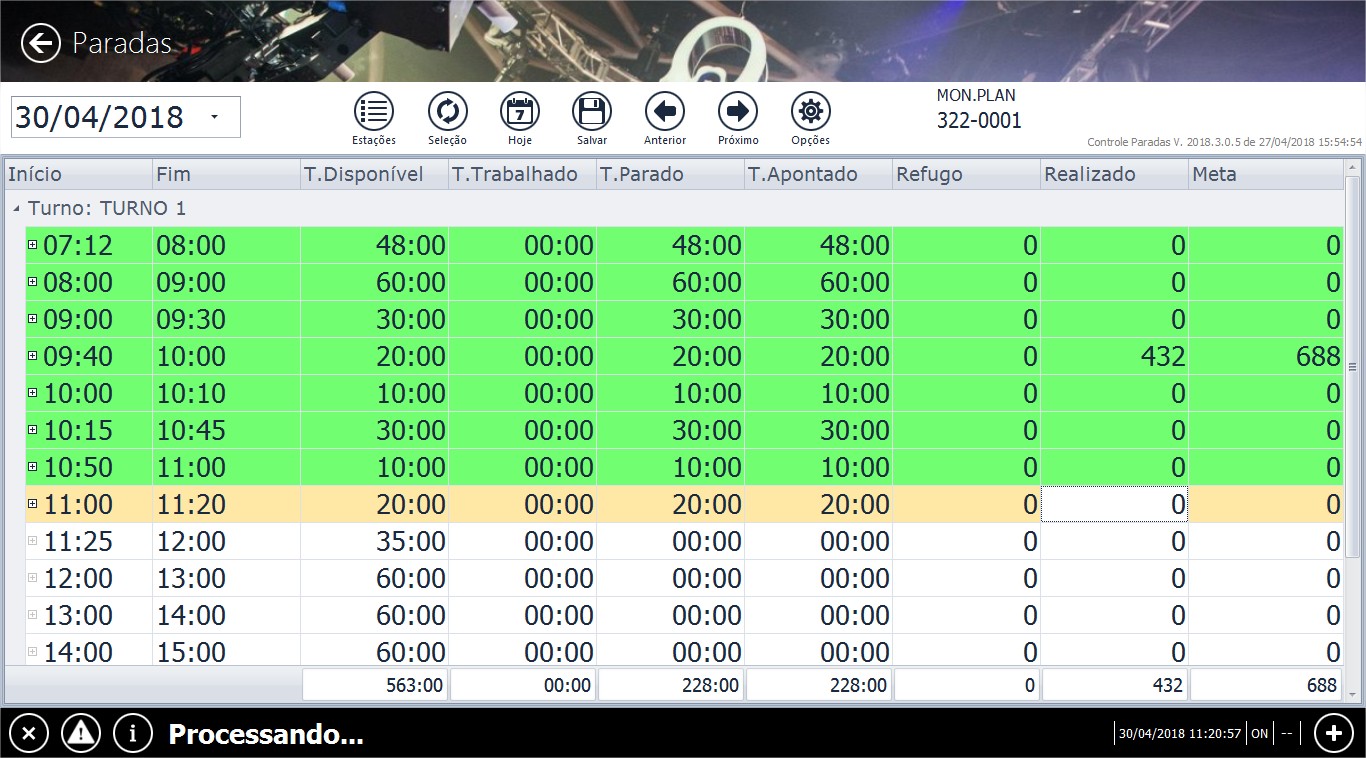 Paradas
30/04/2018
7
Estações Seleção Hoje Salvar Anterior Próximo Opções
MON.PLAN
322-0001
Controle Paradas V. 2018.3.0.5 de 27/04/2018 15:54:54
Início Fim T.Disponível T.Trabalhado T.Parado T.Apontado Refugo Realizado Meta
Turno: TURNO 1
07:12 08:00 48:00 00:00 48:00 48:00 0 0 0
08:00 09:00 60:00 00:00 60:00 60:00 0 0 0
09:00 09:30 30:00 00:00 30:00 30:00 0 0 0
09:40 10:00 20:00 00:00 20:00 20:00 0 432 688
10:00 10:10 10:00 00:00 10:00 10:00 0 0 0
10:15 10:45 30:00 00:00 30:00 30:00 0 0 0
10:50 11:00 10:00 00:00 10:00 10:00 0 0 0
11:00 11:20 20:00 00:00 20:00 20:00 0 0 0
11:25 12:00 35:00 00:00 00:00 00:00 0 0 0
12:00 13:00 60:00 00:00 00:00 00:00 0 0 0
13:00 14:00 60:00 00:00 00:00 00:00 0 0 0
14:00 15:00 60:00 00:00 00:00 00:00 0 0 0
563:00 00:00 228:00 228:00 0 432 688
Processando... 30/04/2018 11:20:57 ON --